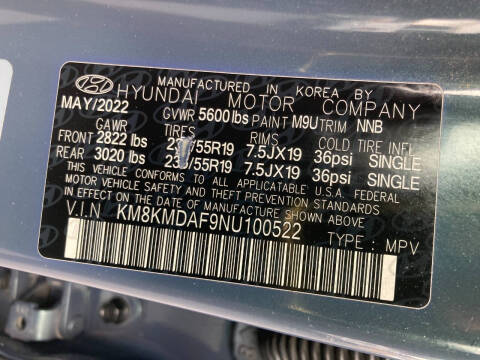 MANUFACTURED IN KOREA BY
HYUNDAI MOTOR COMPANY
MAY/2022 GVWR 5600lbs PAINT M9U TRIM NNB
GAWR TIRES RIMS COLD TIRE INFL
FRONT 2822 lbs /55R19 7.5JX19 36psi SINGLE
REAR 3020 lbs /55R19 7.5JX19 36psi SINGLE
THIS VEHICLE CONFORMS TO ALL APPLICABLE U.S.A. FEDERAL
MOTOR VEHICLE SAFETY AND THEFT PREVENTION STANDARDS
IN EFFECT ON THE DATE OF MANUFACTURE SHOWN ABOVE
V.I.N KM8KMDAF9NU100522
TYPE : MPV